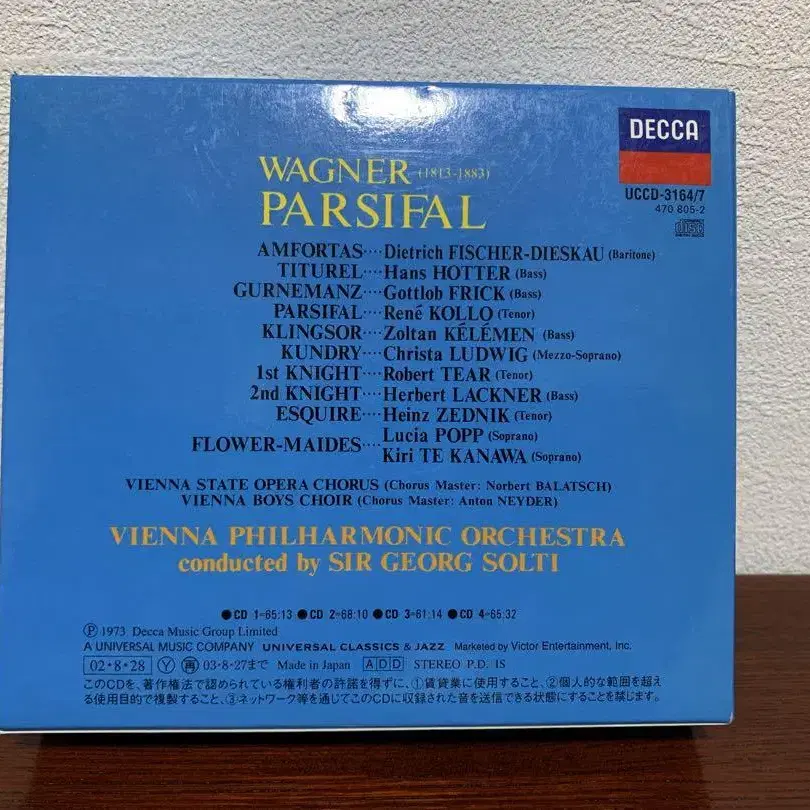 DECCA
UCCD-3164/7
470 805-2
COMPACT disc DIGITAL AUDIO
WAGNER (1813-1883)
PARSIFAL
AMFORTAS····Dietrich FISCHER-DIESKAU (Baritone)
TITUREL····Hans HOTTER (Bass)
GURNEMANZ····Gottlob FRICK (Bass)
PARSIFAL····René KOLLO (Tenor)
KLINGSOR····Zoltan KÉLÉMEN (Bass)
KUNDRY····Christa LUDWIG (Mezzo-Soprano)
1st KNIGHT····Robert TEAR (Tenor)
2nd KNIGHT····Herbert LACKNER (Bass)
ESQUIRE····Heinz ZEDNIK (Tenor)
FLOWER-MAIDES····Lucia POPP (Soprano)
Kiri TE KANAWA (Soprano)
VIENNA STATE OPERA CHORUS (Chorus Master: Norbert BALATSCH)
VIENNA BOYS CHOIR (Chorus Master: Anton NEYDER)
VIENNA PHILHARMONIC ORCHESTRA
conducted by SIR GEORG SOLTI
●CD 1=65:13 ●CD 2=68:10 ●CD 3=61:14 ●CD 4=65:32
Ⓟ 1973 Decca Music Group Limited
A UNIVERSAL MUSIC COMPANY UNIVERSAL CLASSICS & JAZZ Marketed by Victor Entertainment, Inc.
02・8・28 Ⓨ 再 03・8・27まで Made in Japan ADD STEREO P.D. IS
このCDを、著作権法で認められている権利者の許諾を得ずに、①賃貸業に使用すること、②個人的な範囲を超え
る使用目的で複製すること、③ネットワーク等を通じてこのCDに収録された音を送信できる状態にすることを禁じます。